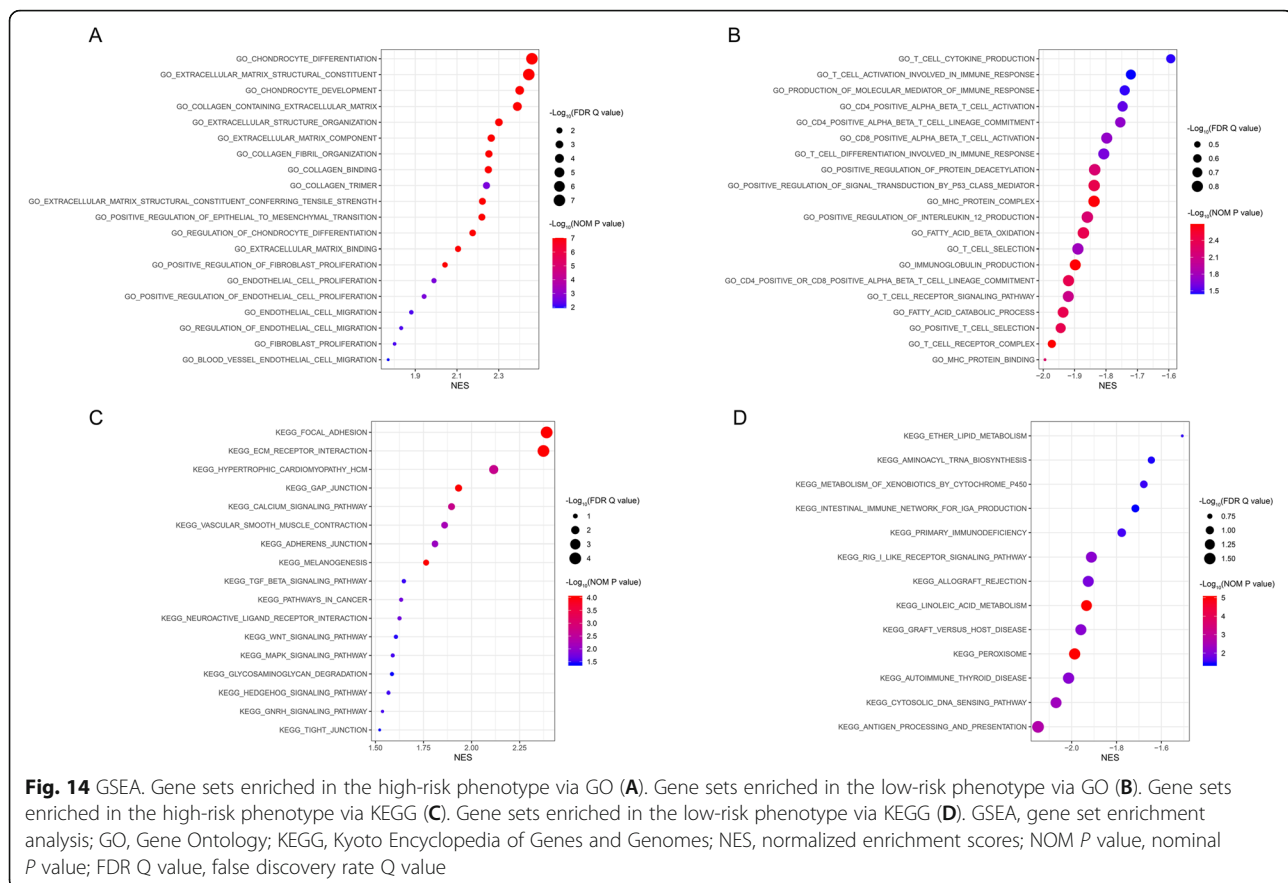 A
GO_CHONDROCYTE_DIFFERENTIATION
GO_EXTRACELLULAR_MATRIX_STRUCTURAL_CONSTITUENT
GO_CHONDROCYTE_DEVELOPMENT
GO_COLLAGEN_CONTAINING_EXTRACELLULAR_MATRIX
GO_EXTRACELLULAR_STRUCTURE_ORGANIZATION
GO_EXTRACELLULAR_MATRIX_COMPONENT
GO_COLLAGEN_FIBRIL_ORGANIZATION
GO_COLLAGEN_BINDING
GO_COLLAGEN_TRIMER
GO_EXTRACELLULAR_MATRIX_STRUCTURAL_CONSTITUENT_CONFERRING_TENSILE_STRENGTH
GO_POSITIVE_REGULATION_OF_EPITHELIAL_TO_MESENCHYMAL_TRANSITION
GO_REGULATION_OF_CHONDROCYTE_DIFFERENTIATION
GO_EXTRACELLULAR_MATRIX_BINDING
GO_POSITIVE_REGULATION_OF_FIBROBLAST_PROLIFERATION
GO_ENDOTHELIAL_CELL_PROLIFERATION
GO_POSITIVE_REGULATION_OF_ENDOTHELIAL_CELL_PROLIFERATION
GO_ENDOTHELIAL_CELL_MIGRATION
GO_REGULATION_OF_ENDOTHELIAL_CELL_MIGRATION
GO_FIBROBLAST_PROLIFERATION
GO_BLOOD_VESSEL_ENDOTHELIAL_CELL_MIGRATION
1.9 2.1 2.3
NES
-Log10(FDR Q value)
2
3
4
5
6
7
-Log10(NOM P value)
7
6
5
4
3
2
B
GO_T_CELL_CYTOKINE_PRODUCTION
GO_T_CELL_ACTIVATION_INVOLVED_IN_IMMUNE_RESPONSE
GO_PRODUCTION_OF_MOLECULAR_MEDIATOR_OF_IMMUNE_RESPONSE
GO_CD4_POSITIVE_ALPHA_BETA_T_CELL_ACTIVATION
GO_CD4_POSITIVE_ALPHA_BETA_T_CELL_LINEAGE_COMMITMENT
GO_CD8_POSITIVE_ALPHA_BETA_T_CELL_ACTIVATION
GO_T_CELL_DIFFERENTIATION_INVOLVED_IN_IMMUNE_RESPONSE
GO_POSITIVE_REGULATION_OF_PROTEIN_DEACETYLATION
GO_POSITIVE_REGULATION_OF_SIGNAL_TRANSDUCTION_BY_P53_CLASS_MEDIATOR
GO_MHC_PROTEIN_COMPLEX
GO_POSITIVE_REGULATION_OF_INTERLEUKIN_12_PRODUCTION
GO_FATTY_ACID_BETA_OXIDATION
GO_T_CELL_SELECTION
GO_IMMUNOGLOBULIN_PRODUCTION
GO_CD4_POSITIVE_OR_CD8_POSITIVE_ALPHA_BETA_T_CELL_LINEAGE_COMMITMENT
GO_T_CELL_RECEPTOR_SIGNALING_PATHWAY
GO_FATTY_ACID_CATABOLIC_PROCESS
GO_POSITIVE_T_CELL_SELECTION
GO_T_CELL_RECEPTOR_COMPLEX
GO_MHC_PROTEIN_BINDING
−2.0 −1.9 −1.8 −1.7 −1.6
NES
-Log10(FDR Q value)
0.5
0.6
0.7
0.8
-Log10(NOM P value)
2.4
2.1
1.8
1.5
C
KEGG_FOCAL_ADHESION
KEGG_ECM_RECEPTOR_INTERACTION
KEGG_HYPERTROPHIC_CARDIOMYOPATHY_HCM
KEGG_GAP_JUNCTION
KEGG_CALCIUM_SIGNALING_PATHWAY
KEGG_VASCULAR_SMOOTH_MUSCLE_CONTRACTION
KEGG_ADHERENS_JUNCTION
KEGG_MELANOGENESIS
KEGG_TGF_BETA_SIGNALING_PATHWAY
KEGG_PATHWAYS_IN_CANCER
KEGG_NEUROACTIVE_LIGAND_RECEPTOR_INTERACTION
KEGG_WNT_SIGNALING_PATHWAY
KEGG_MAPK_SIGNALING_PATHWAY
KEGG_GLYCOSAMINOGLYCAN_DEGRADATION
KEGG_HEDGEHOG_SIGNALING_PATHWAY
KEGG_GNRH_SIGNALING_PATHWAY
KEGG_TIGHT_JUNCTION
1.50 1.75 2.00 2.25
NES
-Log10(FDR Q value)
1
2
3
4
-Log10(NOM P value)
4.0
3.5
3.0
2.5
2.0
1.5
D
KEGG_ETHER_LIPID_METABOLISM
KEGG_AMINOACYL_TRNA_BIOSYNTHESIS
KEGG_METABOLISM_OF_XENOBIOTICS_BY_CYTOCHROME_P450
KEGG_INTESTINAL_IMMUNE_NETWORK_FOR_IGA_PRODUCTION
KEGG_PRIMARY_IMMUNODEFICIENCY
KEGG_RIG_I_LIKE_RECEPTOR_SIGNALING_PATHWAY
KEGG_ALLOGRAFT_REJECTION
KEGG_LINOLEIC_ACID_METABOLISM
KEGG_GRAFT_VERSUS_HOST_DISEASE
KEGG_PEROXISOME
KEGG_AUTOIMMUNE_THYROID_DISEASE
KEGG_CYTOSOLIC_DNA_SENSING_PATHWAY
KEGG_ANTIGEN_PROCESSING_AND_PRESENTATION
−2.0 −1.8 −1.6
NES
-Log10(FDR Q value)
0.75
1.00
1.25
1.50
-Log10(NOM P value)
5
4
3
2
Fig. 14 GSEA. Gene sets enriched in the high-risk phenotype via GO (A). Gene sets enriched in the low-risk phenotype via GO (B). Gene sets
enriched in the high-risk phenotype via KEGG (C). Gene sets enriched in the low-risk phenotype via KEGG (D). GSEA, gene set enrichment
analysis; GO, Gene Ontology; KEGG, Kyoto Encyclopedia of Genes and Genomes; NES, normalized enrichment scores; NOM P value, nominal
P value; FDR Q value, false discovery rate Q value